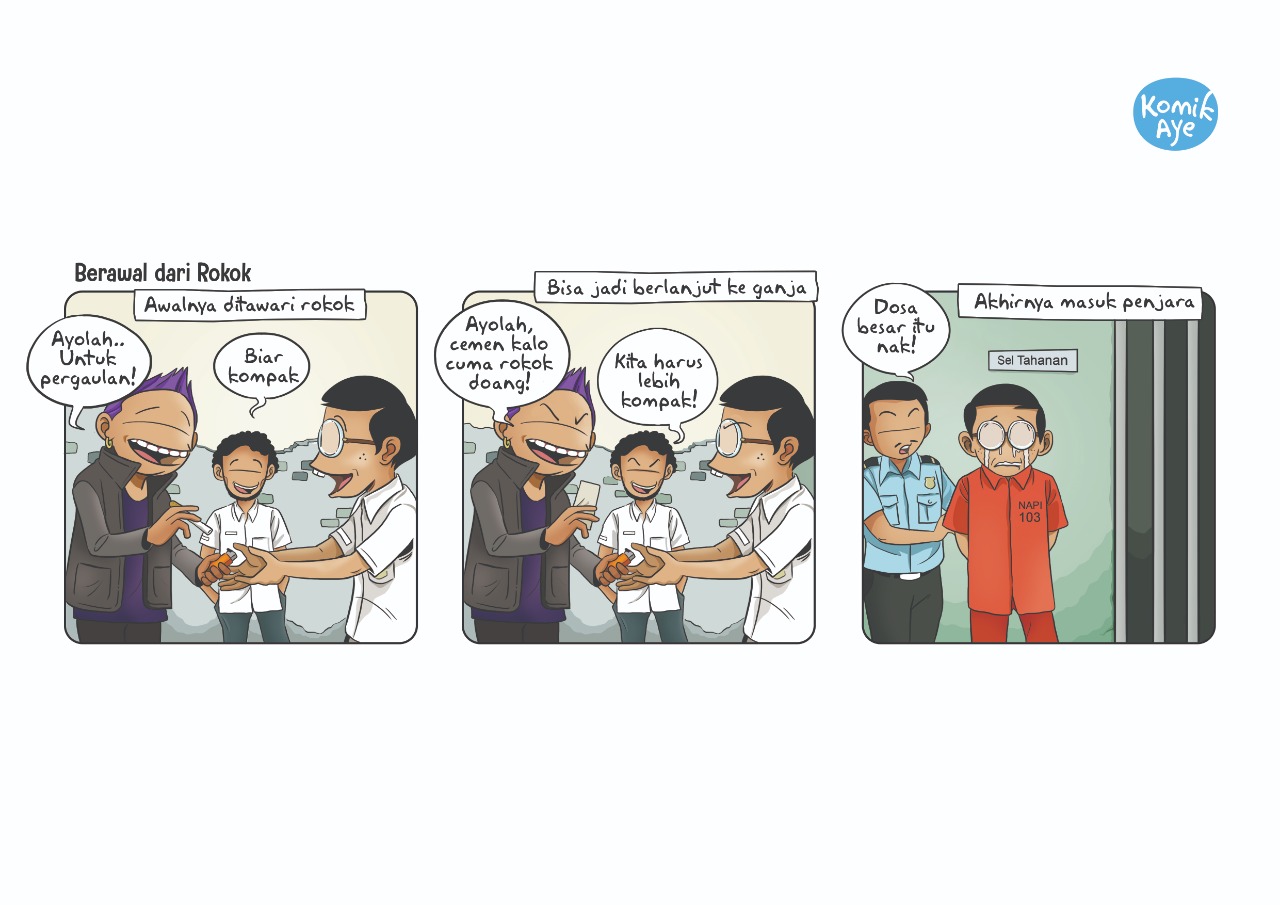 Komik
Aye
Berawal dari Rokok
Awalnya ditawari rokok
Ayolah..
Untuk
pergaulan!
Biar
kompak
Bisa jadi berlanjut ke ganja
Ayolah,
cemen kalo
cuma rokok
doang!
Kita harus
lebih
kompak!
Akhirnya masuk penjara
Dosa
besar itu
nak!
Sel Tahanan
NAPI
103